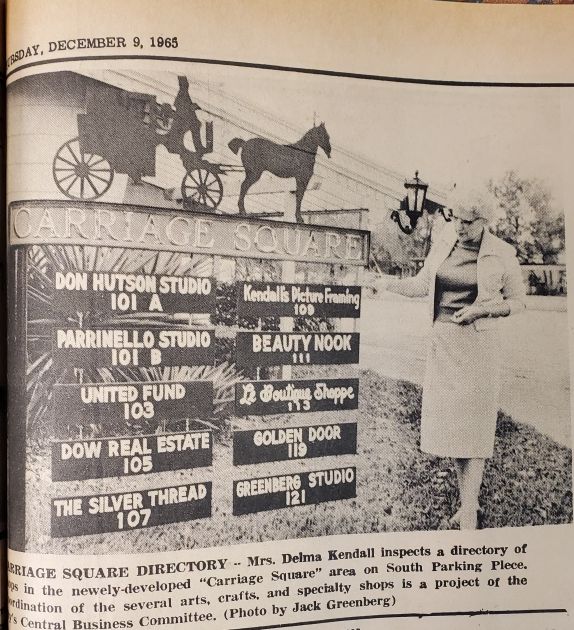 RSDAY, DECEMBER 9, 1965
CARRIAGE SQUARE
DON HUTSON STUDIO
101 A
PARRINELLO STUDIO
101 B
UNITED FUND
103
DOW REAL ESTATE
105
THE SILVER THREAD
107
Kendall's Picture Framing
109
BEAUTY NOOK
111
La Boutique Shoppe
115
GOLDEN DOOR
119
GREENBERG STUDIO
121
RRIAGE SQUARE DIRECTORY -- Mrs. Delma Kendall inspects a directory of
ps in the newly-developed "Carriage Square" area on South Parking Plece.
ordination of the several arts, crafts, and specialty shops is a project of the
y's Central Business Committee. (Photo by Jack Greenberg)